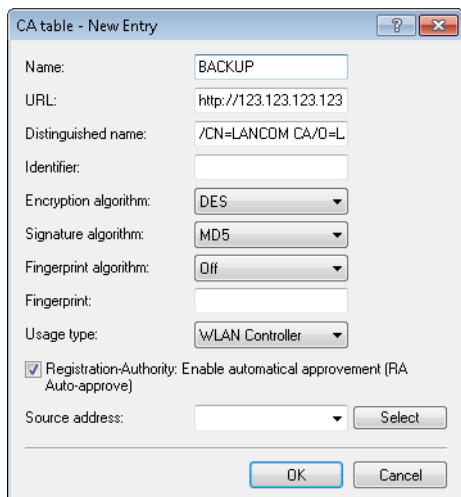 CA table - New Entry
Name: BACKUP
URL: http://123.123.123.123
Distinguished name: /CN=LANCOM CA/O=L
Identifier:
Encryption algorithm: DES
Signature algorithm: MD5
Fingerprint algorithm: Off
Fingerprint:
Usage type: WLAN Controller
Registration-Authority: Enable automatical approvement (RA
Auto-approve)
Source address: Select
OK Cancel